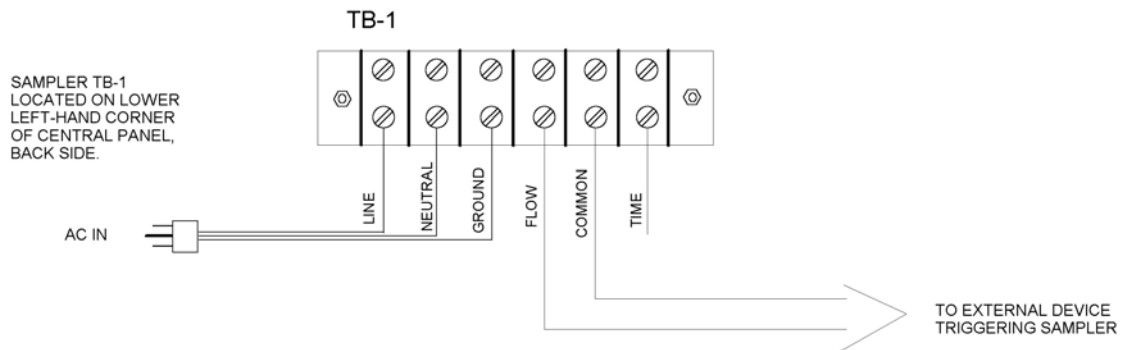 TB-1
SAMPLER TB-1
LOCATED ON LOWER
LEFT-HAND CORNER
OF CENTRAL PANEL,
BACK SIDE.
LINE
NEUTRAL
GROUND
FLOW
COMMON
TIME
AC IN
TO EXTERNAL DEVICE
TRIGGERING SAMPLER